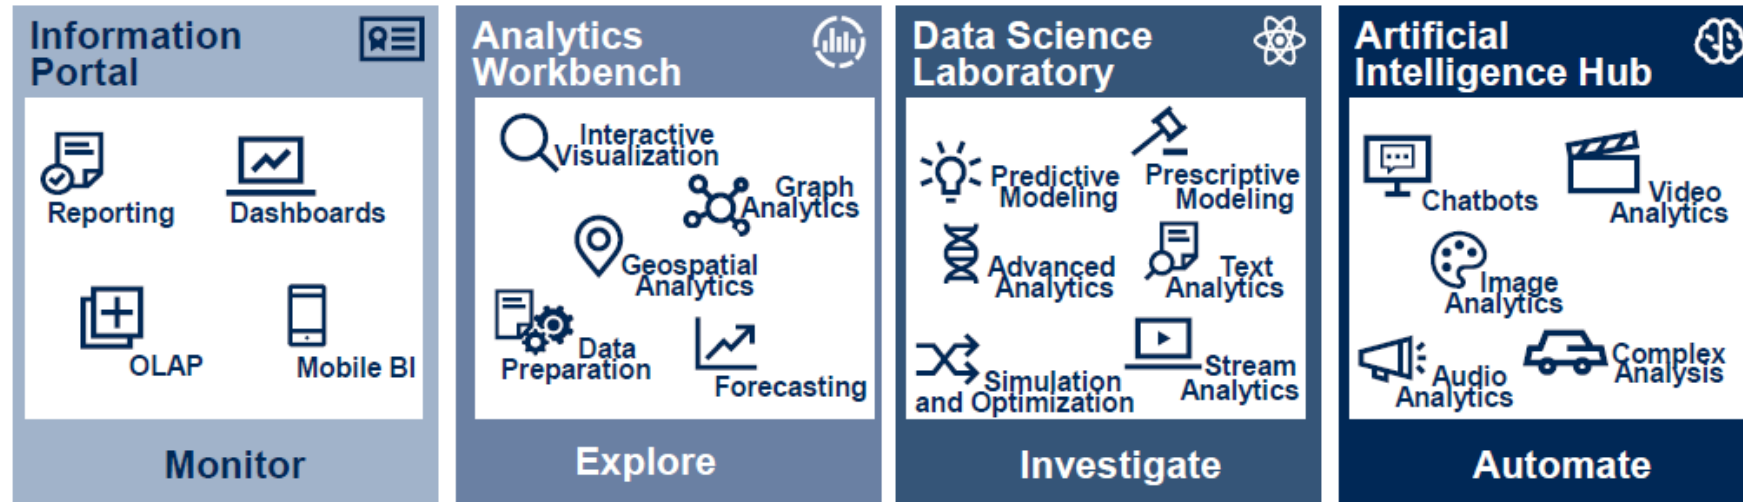 Information
Portal
Reporting
Dashboards
OLAP
Mobile BI
Monitor
Analytics
Workbench
Interactive
Visualization
Graph
Analytics
Geospatial
Analytics
Data
Preparation
Forecasting
Explore
Data Science
Laboratory
Predictive
Modeling
Prescriptive
Modeling
Advanced
Analytics
Text
Analytics
Simulation
and Optimization
Stream
Analytics
Investigate
Artificial
Intelligence Hub
Chatbots
Video
Analytics
Image
Analytics
Audio
Analytics
Complex
Analysis
Automate